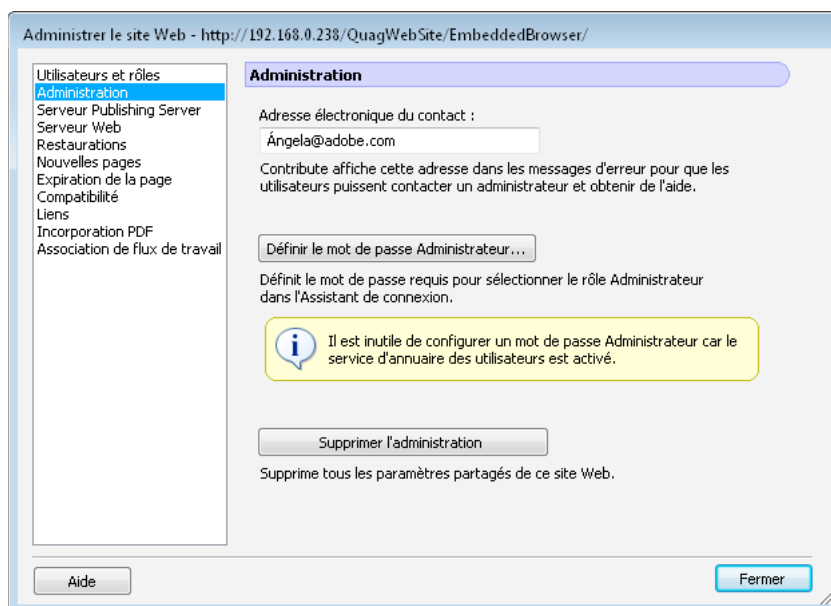 Administrer le site Web - http://192.168.0.238/QuagWebSite/EmbeddedBrowser/
Utilisateurs et rôles
Administration
Serveur Publishing Server
Serveur Web
Restaurations
Nouvelles pages
Expiration de la page
Compatibilité
Liens
Incorporation PDF
Association de flux de travail
Administration
Adresse électronique du contact :
Ángela@adobe.com
Contribute affiche cette adresse dans les messages d'erreur pour que les
utilisateurs puissent contacter un administrateur et obtenir de l'aide.
Définir le mot de passe Administrateur...
Définit le mot de passe requis pour sélectionner le rôle Administrateur
dans l'Assistant de connexion.
Il est inutile de configurer un mot de passe Administrateur car le
service d'annuaire des utilisateurs est activé.
Supprimer l'administration
Supprime tous les paramètres partagés de ce site Web.
Aide
Fermer